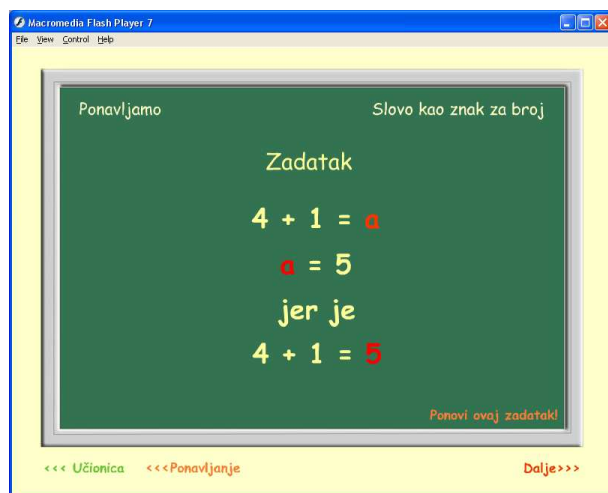 Macromedia Flash Player 7
File View Control Help
Ponavljamo Slovo kao znak za broj
Zadatak
4 + 1 = a
a = 5
jer je
4 + 1 = 5
Ponovi ovaj zadatak!
<<< Učionica <<<Ponavljanje Dalje>>>